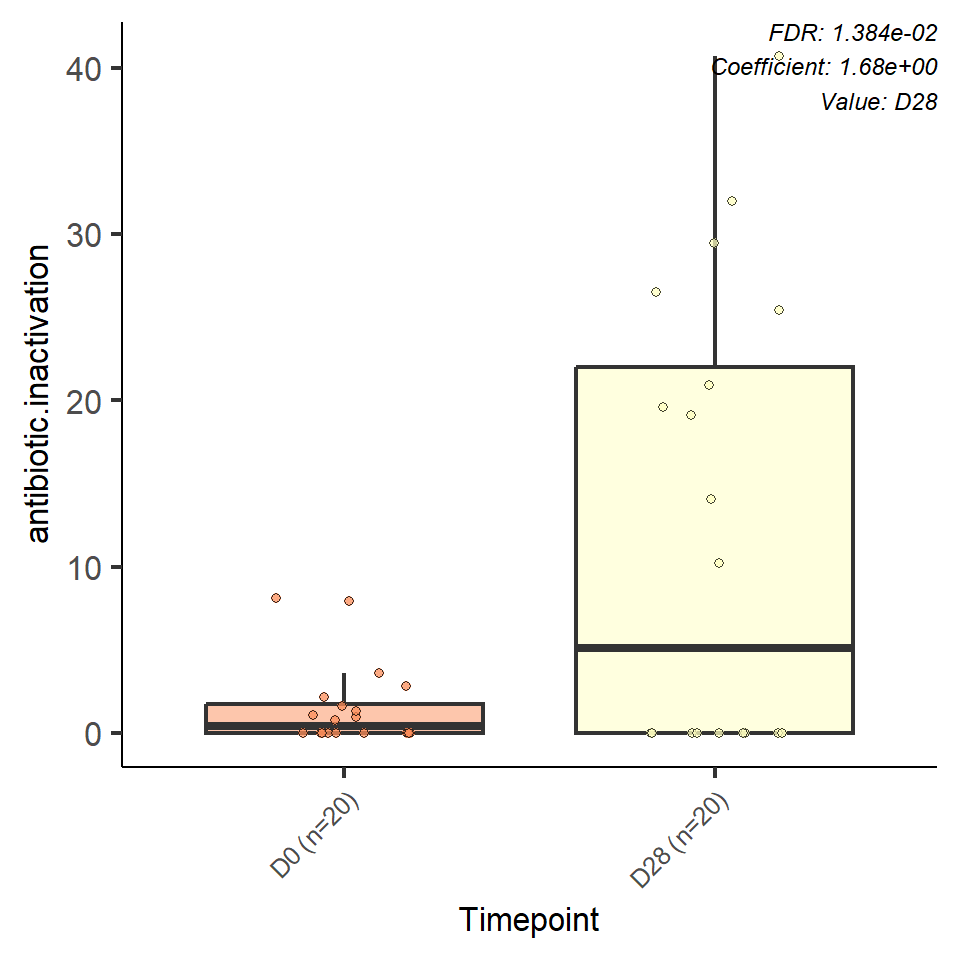 FDR: 1.384e-02
Coefficient: 1.68e+00
Value: D28
antibiotic.inactivation
40
30
20
10
0
D0 (n=20)
D28 (n=20)
Timepoint